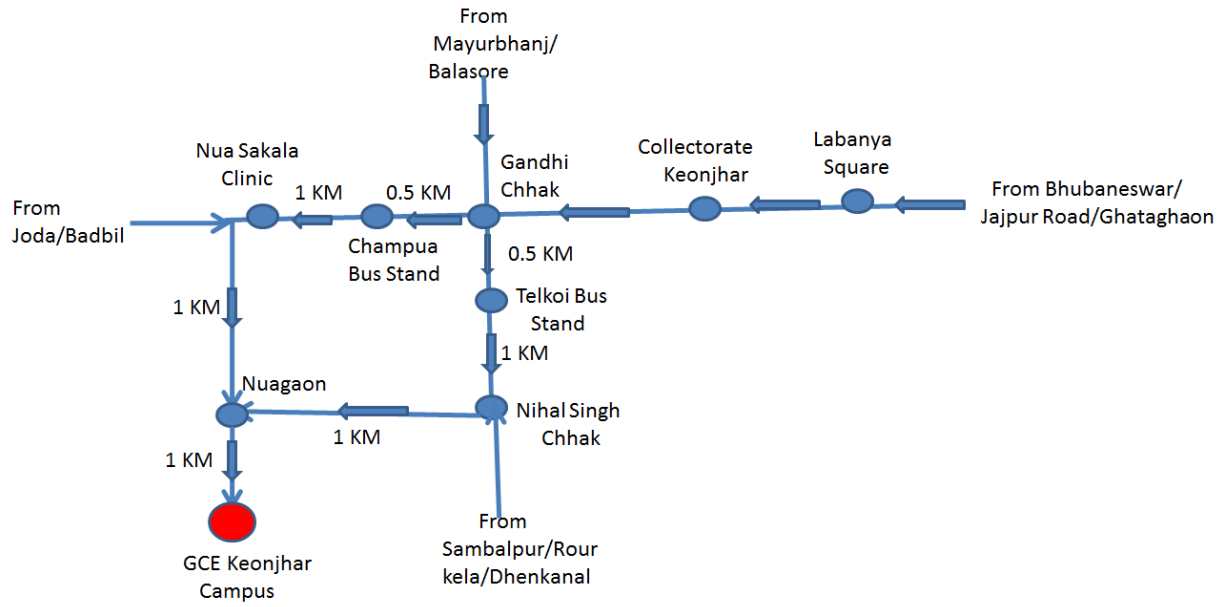 From
Mayurbhanj/
Balasore
Labanya
Square
Collectorate
Keonjhar
Nua Sakala
Clinic
Gandhi
Chhak
From Bhubaneswar/
Jajpur Road/Ghataghaon
1 KM
0.5 KM
From
Joda/Badbil
Champua
Bus Stand
0.5 KM
Telkoi Bus
Stand
1 KM
1 KM
Nuagaon
Nihal Singh
Chhak
1 KM
1 KM
From
Sambalpur/Rour
kela/Dhenkanal
GCE Keonjhar
Campus